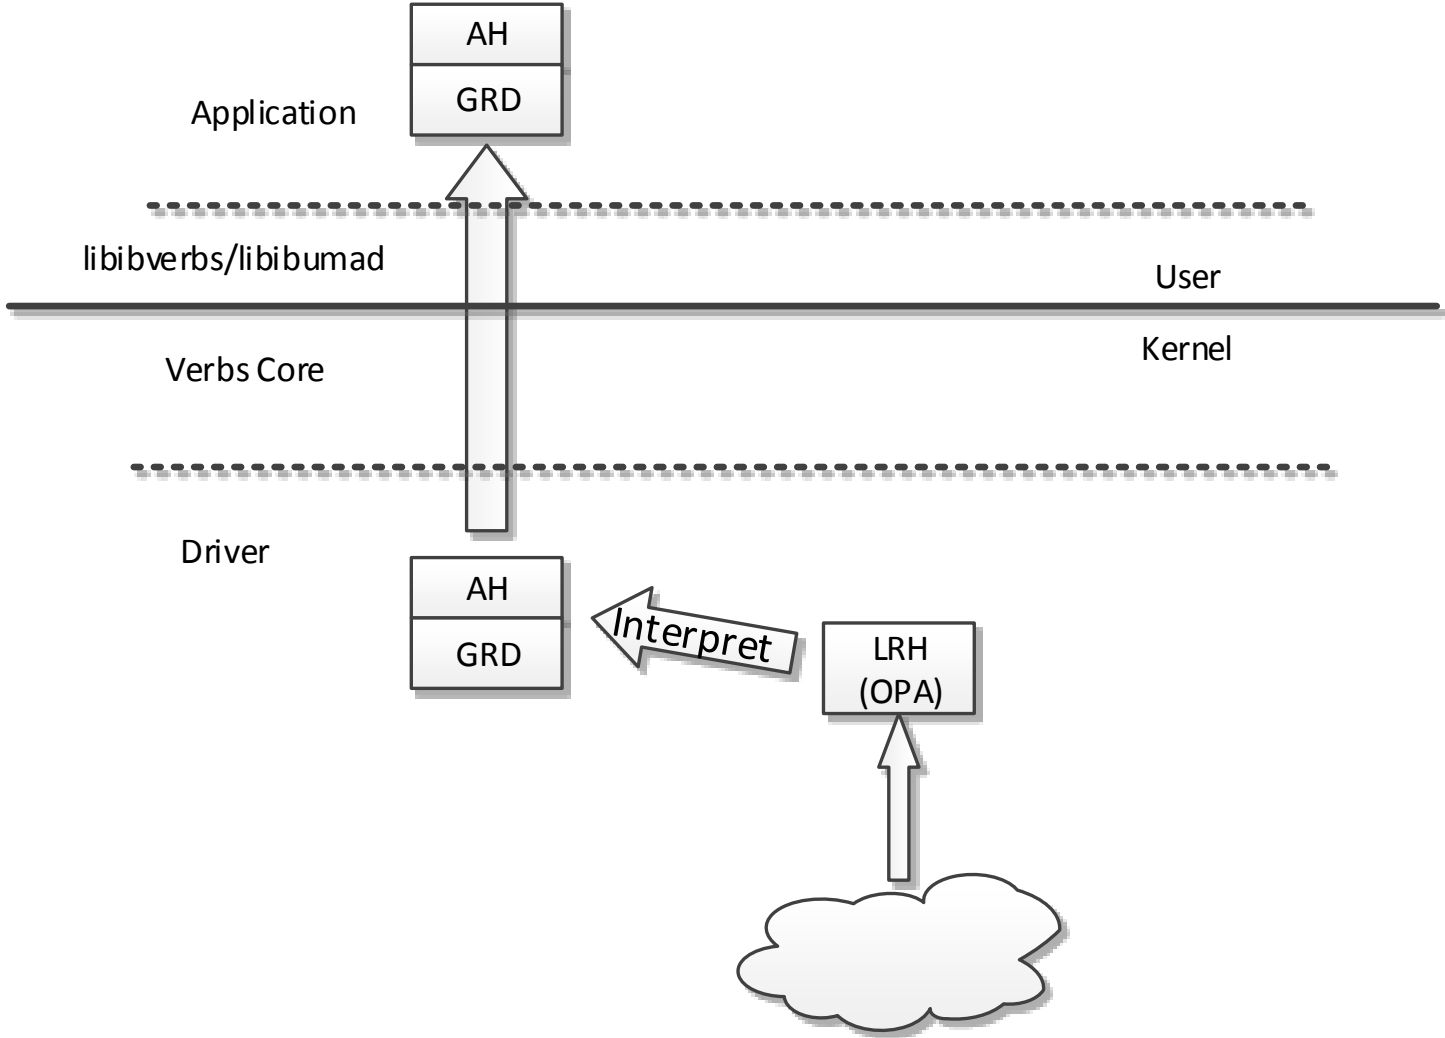 AH
GRD
Application
libibverbs/libibumad
User
Kernel
Verbs Core
Driver
AH
GRD
Interpret
LRH
(OPA)